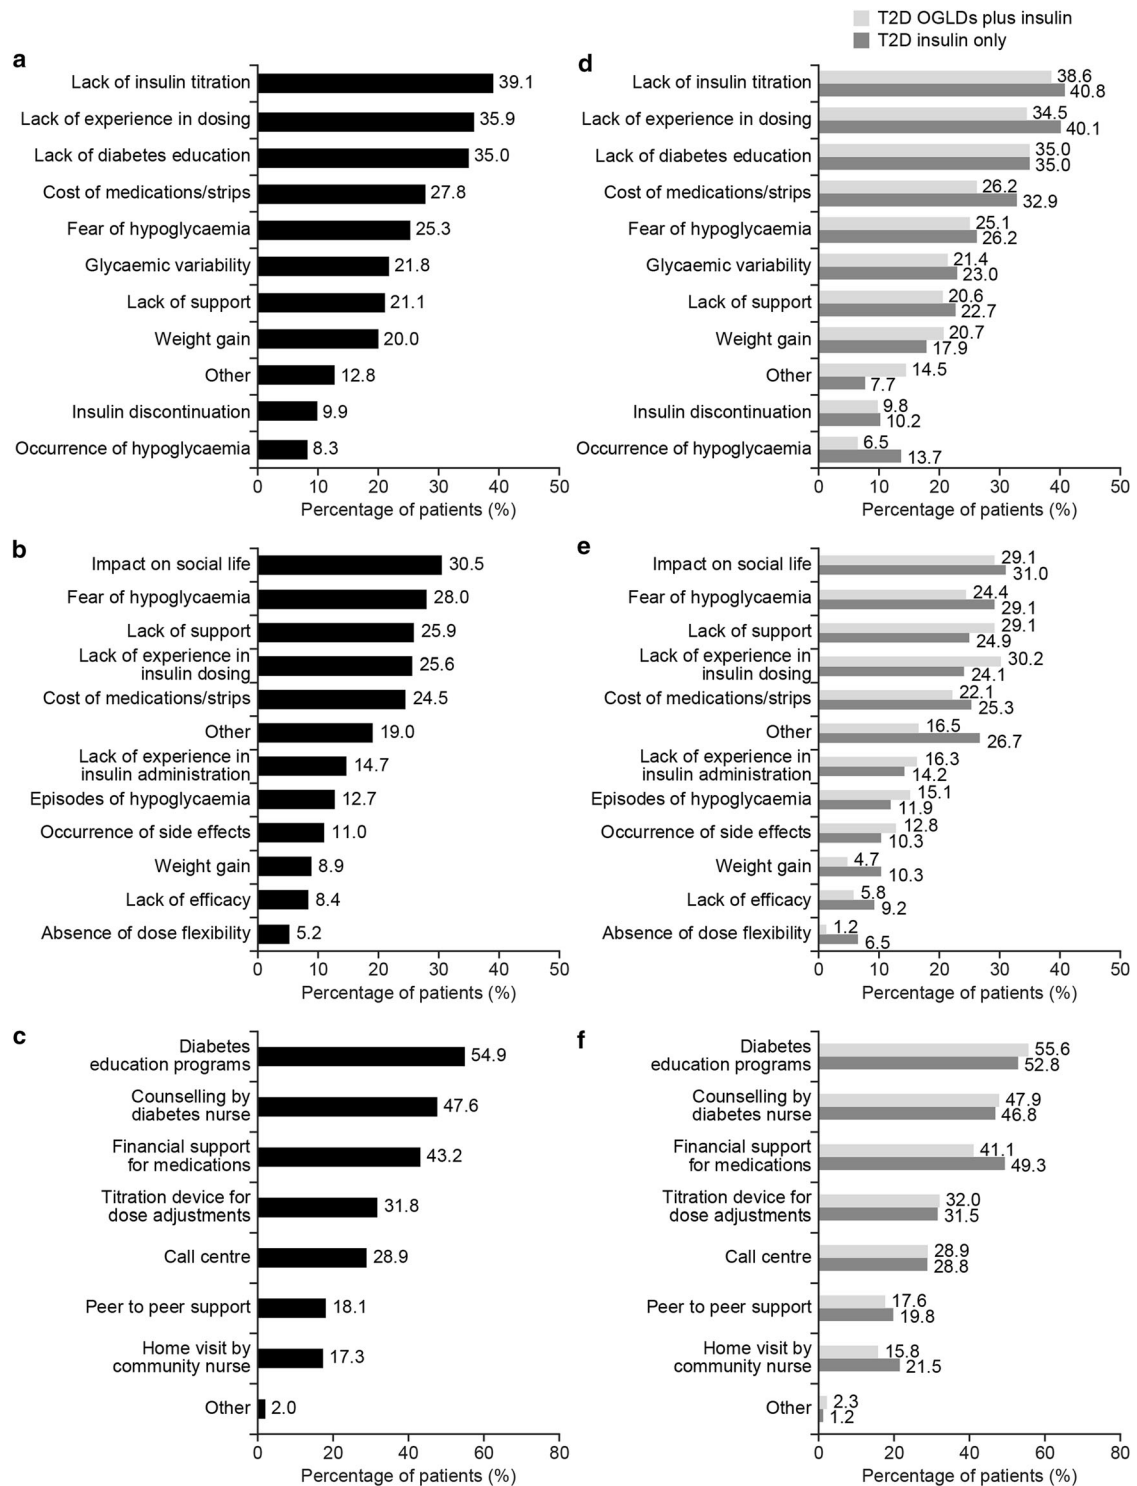 T2D OGLDs plus insulin
T2D insulin only
a
Lack of insulin titration 39.1
Lack of experience in dosing 35.9
Lack of diabetes education 35.0
Cost of medications/strips 27.8
Fear of hypoglycaemia 25.3
Glycaemic variability 21.8
Lack of support 21.1
Weight gain 20.0
Other 12.8
Insulin discontinuation 9.9
Occurrence of hypoglycaemia 8.3
0 10 20 30 40 50
Percentage of patients (%)
d
Lack of insulin titration 38.6
40.8
Lack of experience in dosing 34.5
40.1
Lack of diabetes education 35.0
35.0
Cost of medications/strips 26.2
32.9
Fear of hypoglycaemia 25.1
26.2
Glycaemic variability 21.4
23.0
Lack of support 20.6
22.7
Weight gain 20.7
17.9
Other 14.5
7.7
Insulin discontinuation 9.8
10.2
Occurrence of hypoglycaemia 6.5
13.7
0 10 20 30 40 50
Percentage of patients (%)
b
Impact on social life 30.5
Fear of hypoglycaemia 28.0
Lack of support 25.9
Lack of experience in
insulin dosing 25.6
Cost of medications/strips 24.5
Other 19.0
Lack of experience in
insulin administration 14.7
Episodes of hypoglycaemia 12.7
Occurrence of side effects 11.0
Weight gain 8.9
Lack of efficacy 8.4
Absence of dose flexibility 5.2
0 10 20 30 40 50
Percentage of patients (%)
e
Impact on social life 29.1
31.0
Fear of hypoglycaemia 24.4
29.1
Lack of support 29.1
24.9
Lack of experience in 30.2
insulin dosing 24.1
Cost of medications/strips 22.1
25.3
Other 16.5
26.7
Lack of experience in 16.3
insulin administration 14.2
Episodes of hypoglycaemia 15.1
11.9
Occurrence of side effects 12.8
10.3
Weight gain 4.7
10.3
Lack of efficacy 5.8
9.2
Absence of dose flexibility 1.2
6.5
0 10 20 30 40 50
Percentage of patients (%)
c
Diabetes
education programs 54.9
Counselling by
diabetes nurse 47.6
Financial support
for medications 43.2
Titration device for
dose adjustments 31.8
Call centre 28.9
Peer to peer support 18.1
Home visit by
community nurse 17.3
Other 2.0
0 20 40 60 80
Percentage of patients (%)
f
Diabetes 55.6
education programs 52.8
Counselling by 47.9
diabetes nurse 46.8
Financial support 41.1
for medications 49.3
Titration device for 32.0
dose adjustments 31.5
Call centre 28.9
28.8
Peer to peer support 17.6
19.8
Home visit by 15.8
community nurse 21.5
Other 2.3
1.2
0 20 40 60 80
Percentage of patients (%)